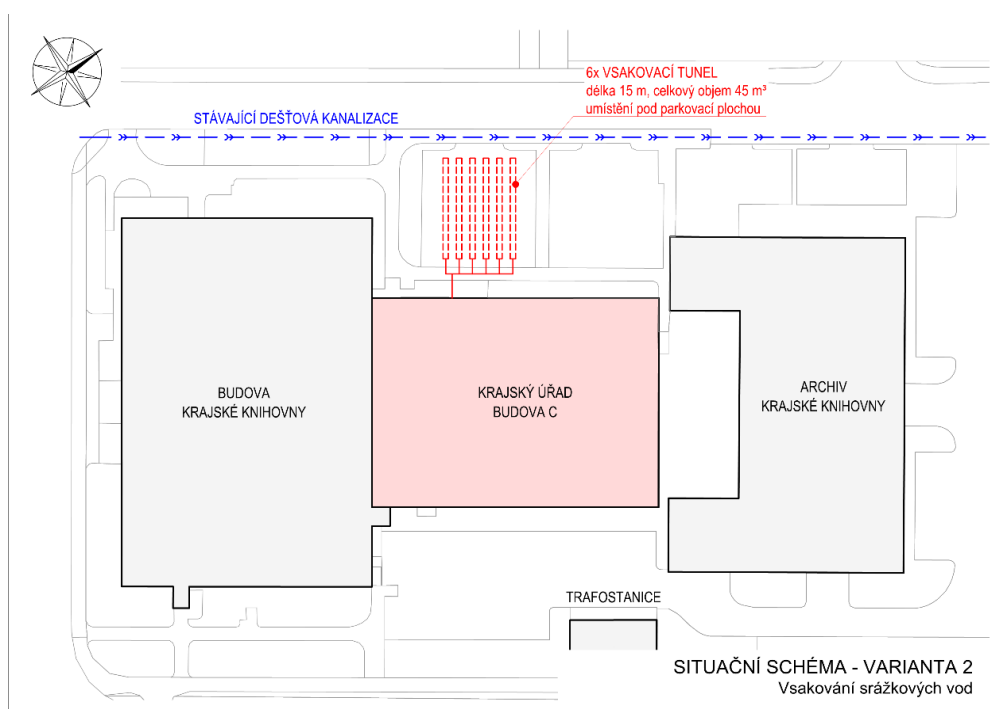 6x VSAKOVACÍ TUNEL
délka 15 m, celkový objem 45 m³
umístění pod parkovací plochou
STÁVAJÍCÍ DEŠŤOVÁ KANALIZACE
BUDOVA
KRAJSKÉ KNIHOVNY
KRAJSKÝ ÚŘAD
BUDOVA C
ARCHIV
KRAJSKÉ KNIHOVNY
TRAFOSTANICE
SITUAČNÍ SCHÉMA - VARIANTA 2
Vsakování srážkových vod